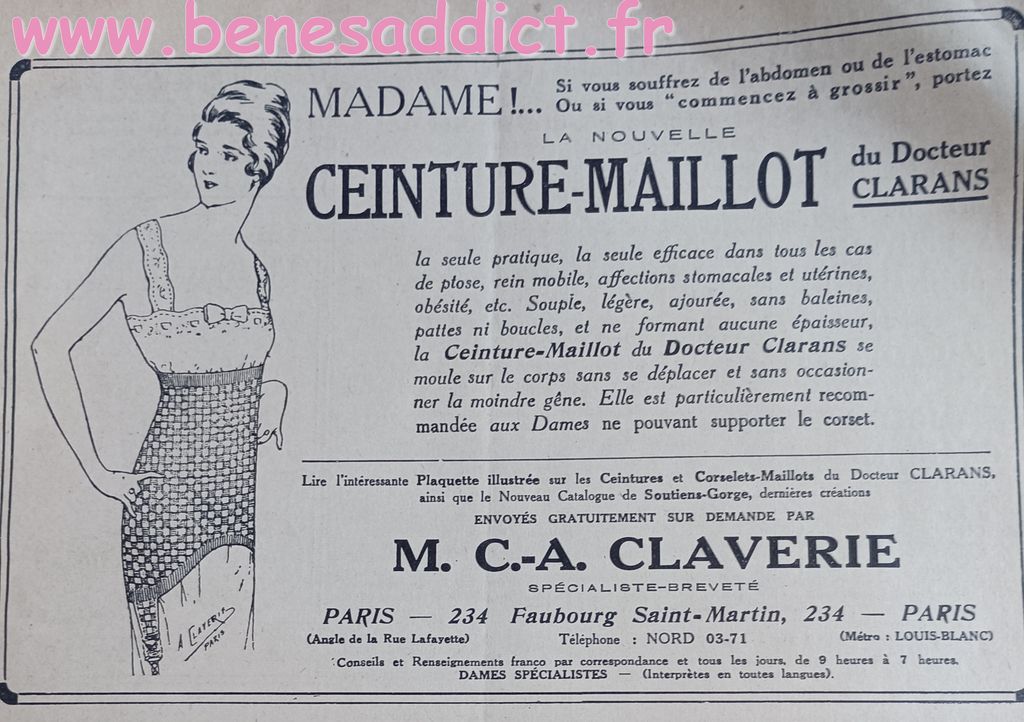 www.benesaddict.fr
MADAME !...
Si vous souffrez de l'abdomen ou de l'estomac
Ou si vous "commencez à grossir", portez
LA NOUVELLE
CEINTURE-MAILLOT
du Docteur
CLARANS
la seule pratique, la seule efficace dans tous les cas
de ptose, rein mobile, affections stomacales et utérines,
obésité, etc. Souple, légère, ajourée, sans baleines,
pattes ni boucles, et ne formant aucune épaisseur,
la Ceinture-Maillot du Docteur Clarans se
moule sur le corps sans se déplacer et sans occasion-
ner la moindre gêne. Elle est particulièrement recom-
mandée aux Dames ne pouvant supporter le corset.
Lire l'intéressante Plaquette illustrée sur les Ceintures et Corselets-Maillots du Docteur CLARANS,
ainsi que le Nouveau Catalogue de Soutiens-Gorge, dernières créations
ENVOYÉS GRATUITEMENT SUR DEMANDE PAR
M. C.-A. CLAVERIE
SPÉCIALISTE-BREVETÉ
PARIS — 234 Faubourg Saint-Martin, 234 — PARIS
(Angle de la Rue Lafayette) Téléphone : NORD 03-71 (Métro : LOUIS-BLANC)
Conseils et Renseignements franco par correspondance et tous les jours, de 9 heures à 7 heures.
DAMES SPÉCIALISTES — (Interprètes en toutes langues).
A CLAVERIE
PARIS